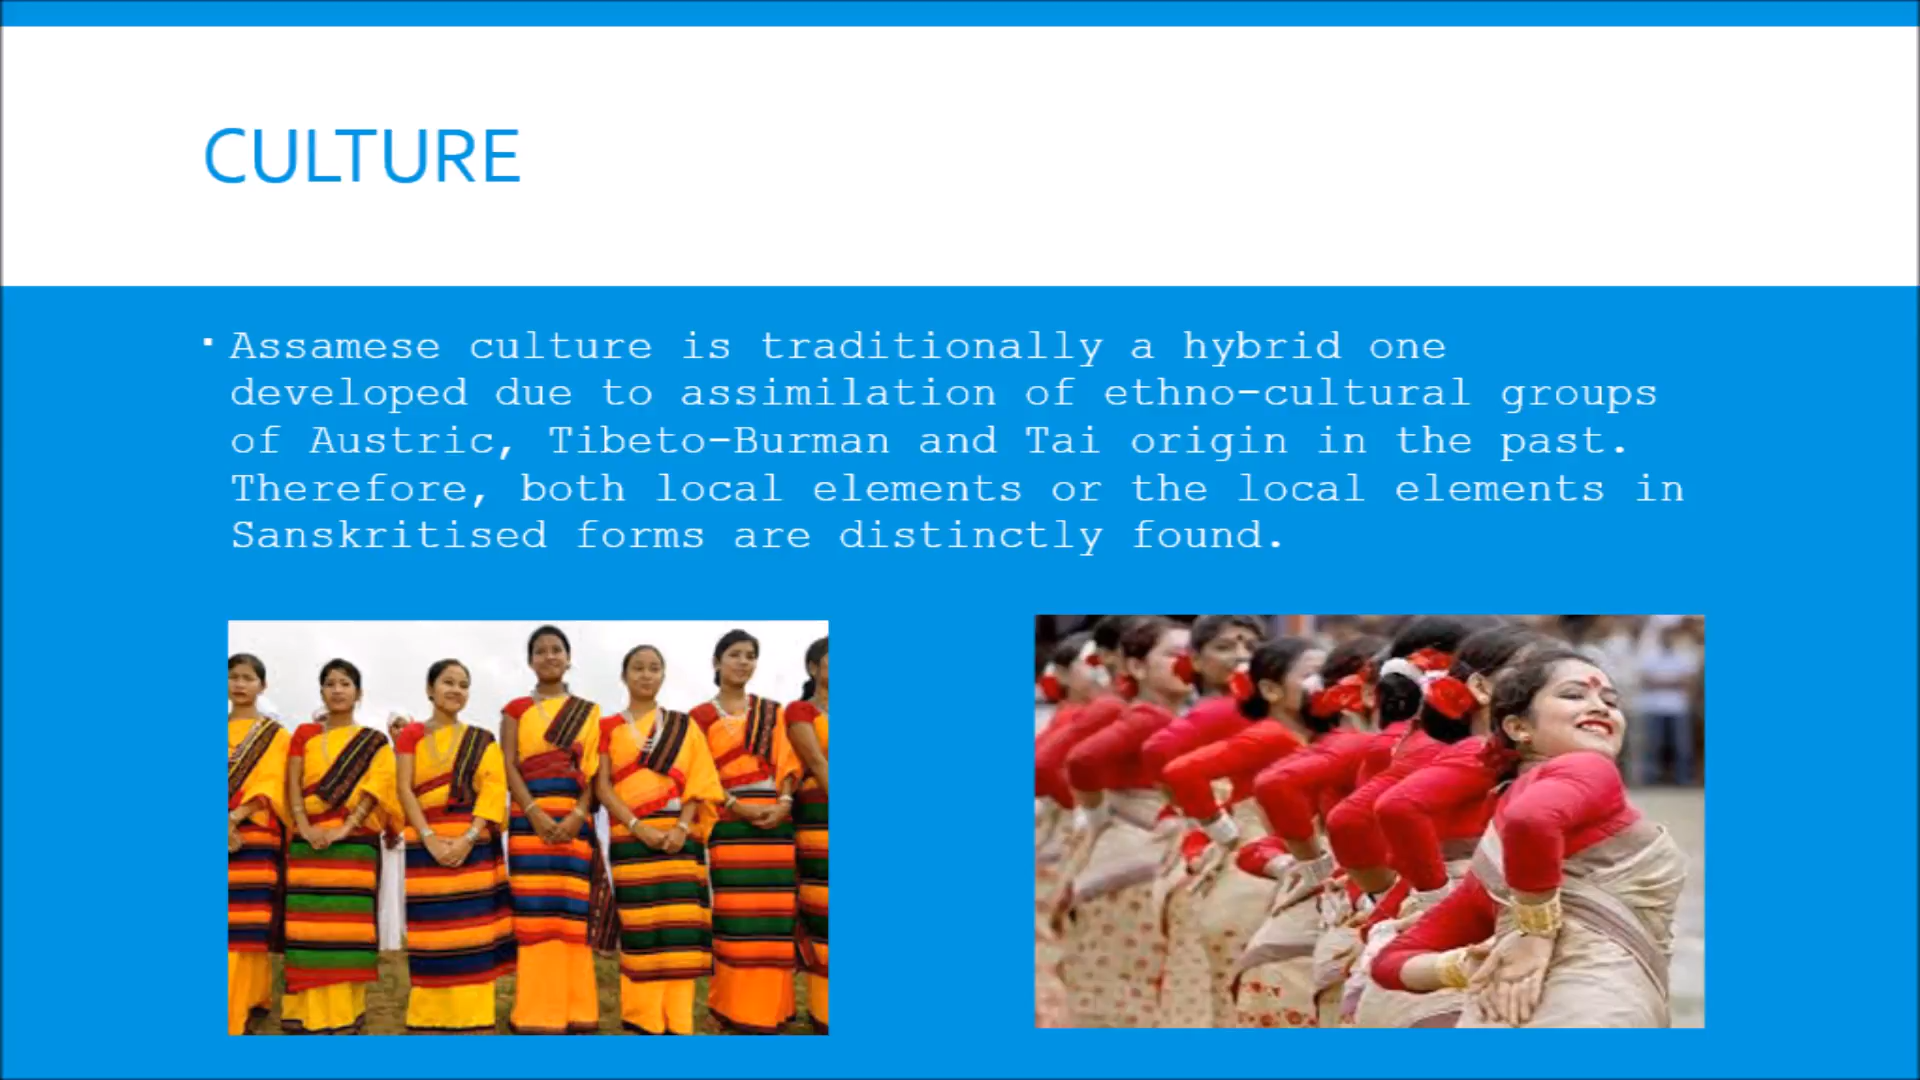 CULTURE
Assamese culture is traditionally a hybrid one
developed due to assimilation of ethno-cultural groups
of Austric, Tibeto-Burman and Tai origin in the past.
Therefore, both local elements or the local elements in
Sanskritised forms are distinctly found.